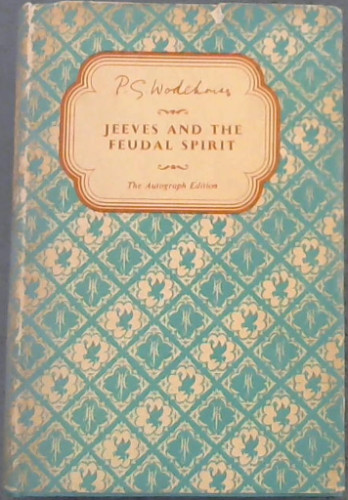 P G Wodehouse
JEEVES AND THE
FEUDAL SPIRIT
The Autograph Edition